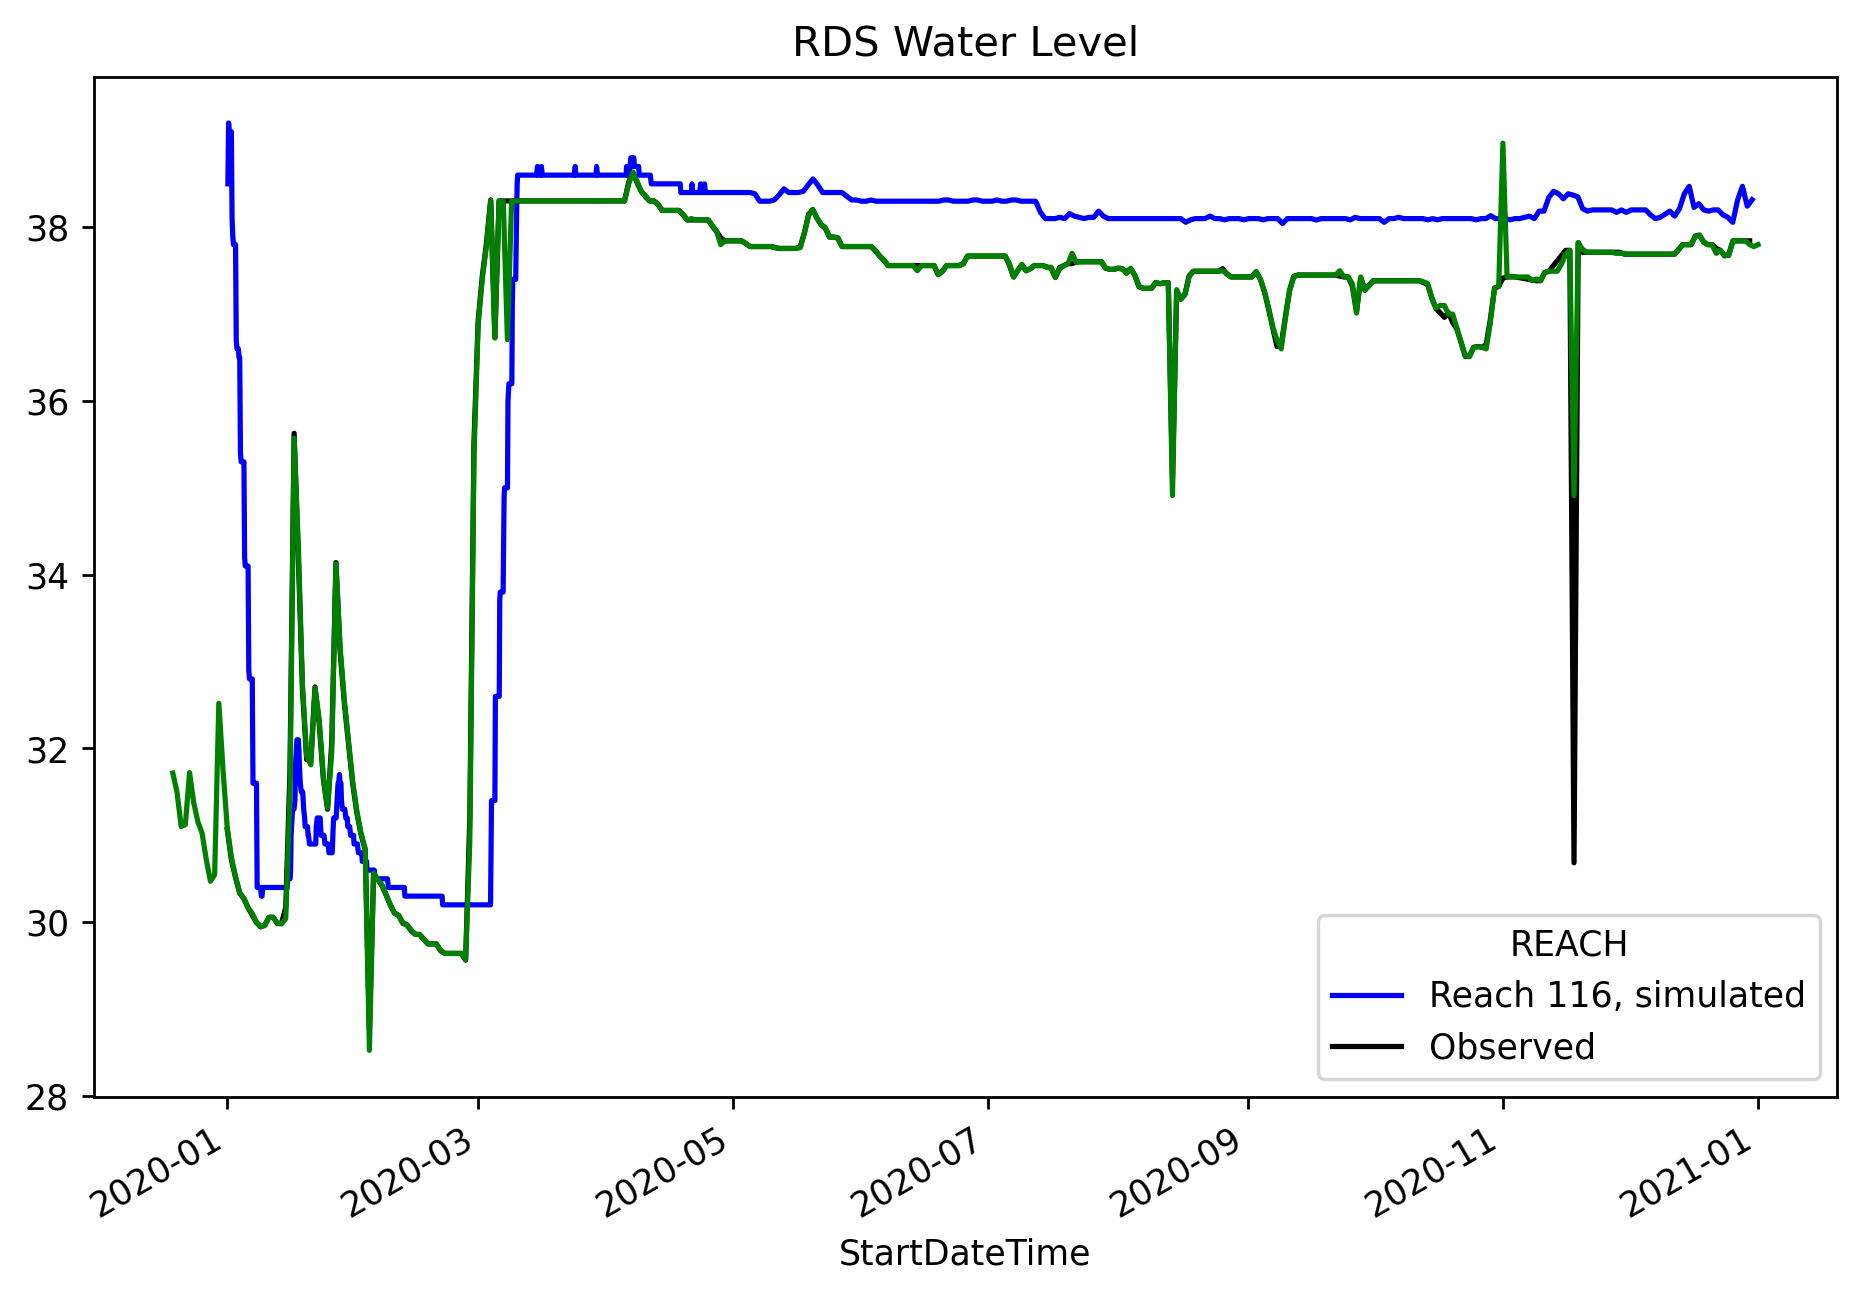 RDS Water Level
38
36
34
32
30
28
REACH
Reach 116, simulated
Observed
2020-01
2020-03
2020-05
2020-07
2020-09
2020-11
2021-01
StartDateTime